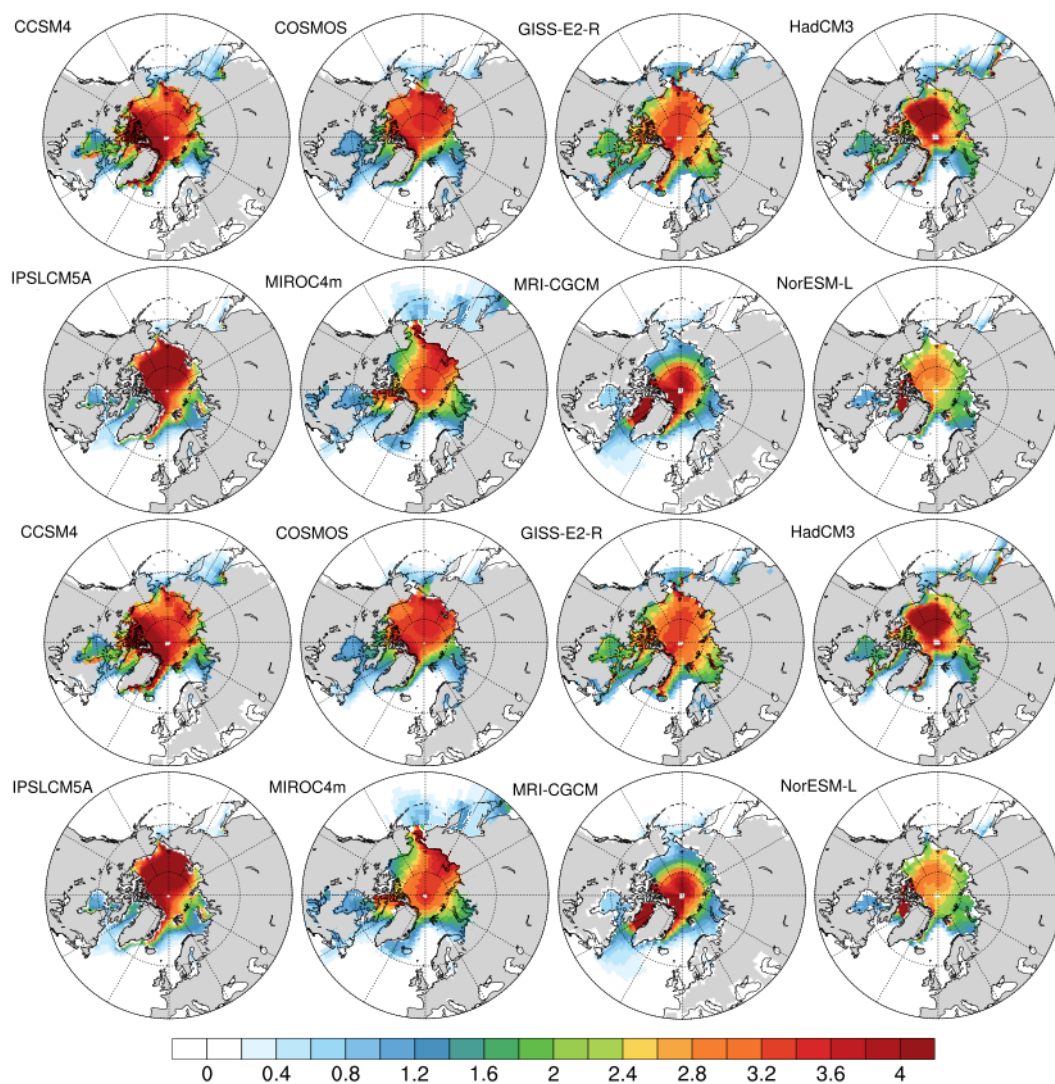 CCSM4 COSMOS GISS-E2-R HadCM3
IPSLCM5A MIROC4m MRI-CGCM NorESM-L
CCSM4 COSMOS GISS-E2-R HadCM3
IPSLCM5A MIROC4m MRI-CGCM NorESM-L
0 0.4 0.8 1.2 1.6 2 2.4 2.8 3.2 3.6 4